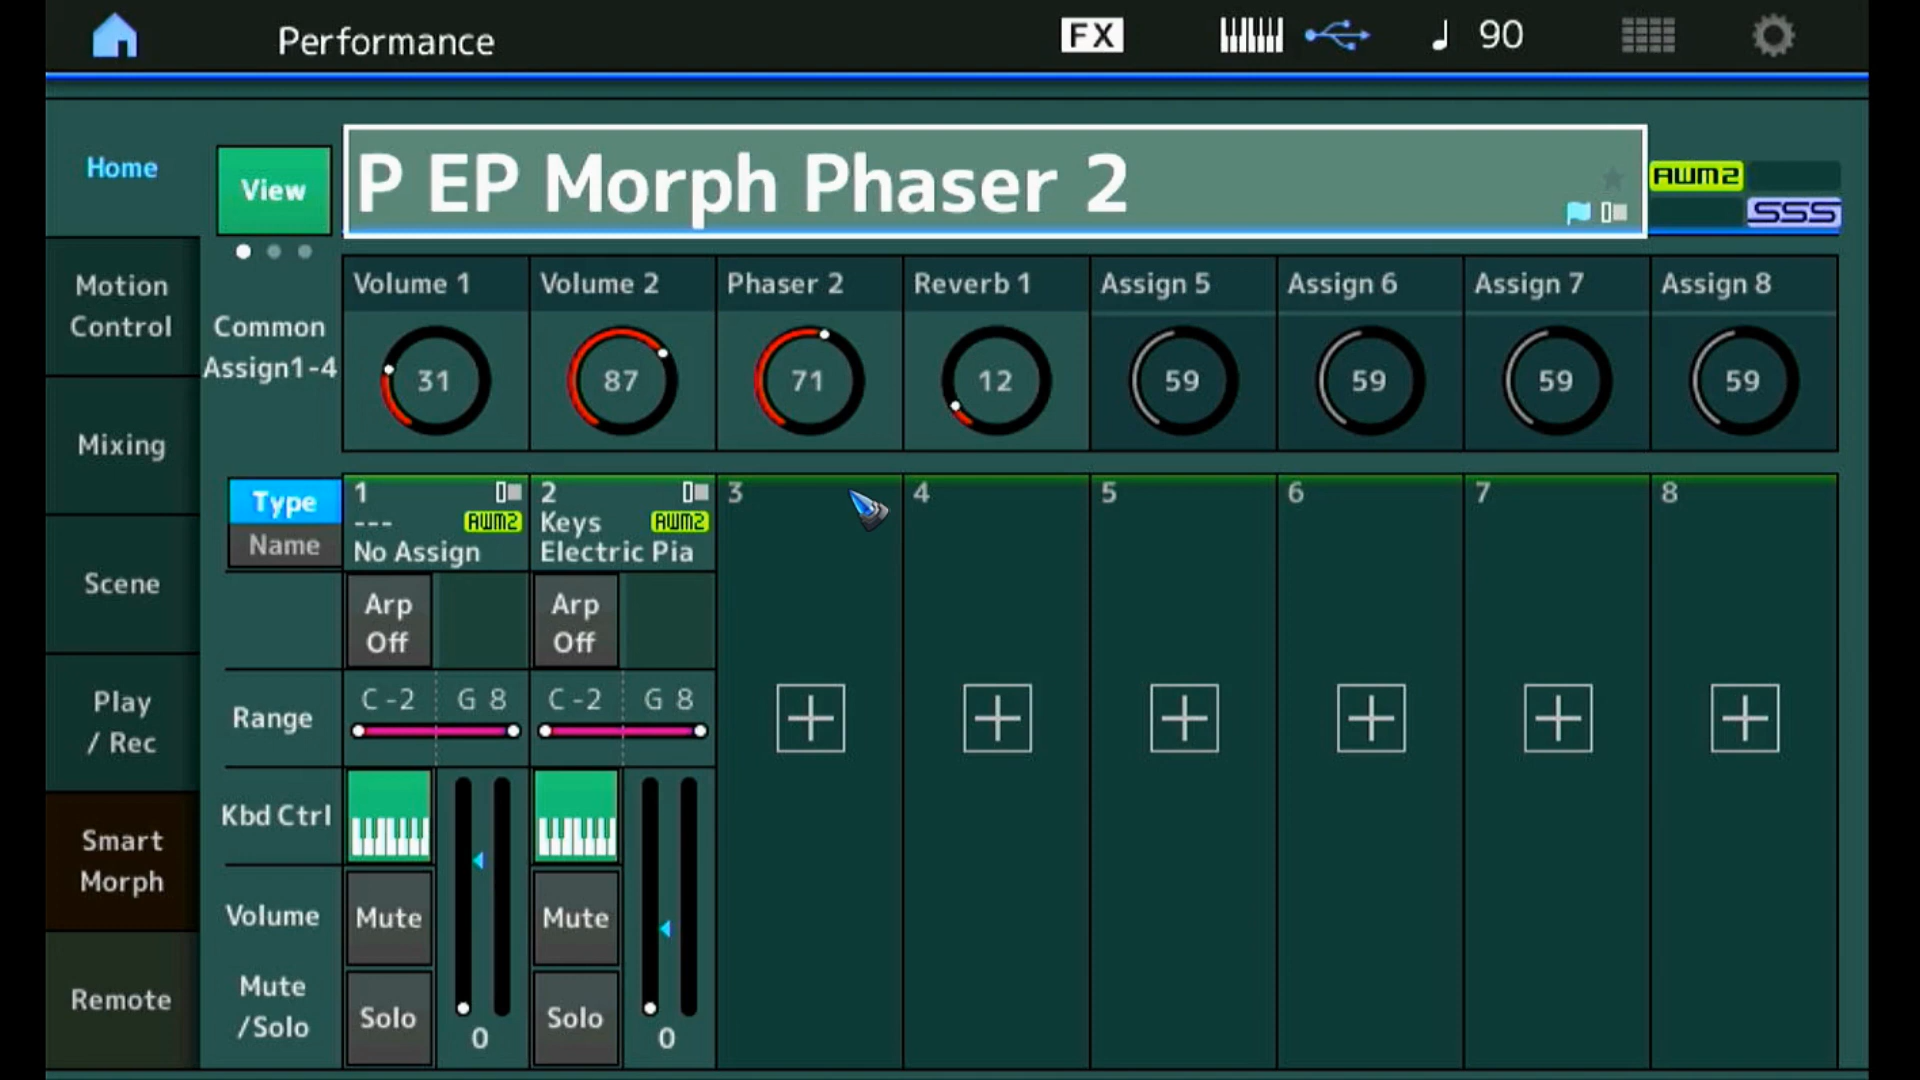 Performance
FX
90
Home
View
P EP Morph Phaser 2
AWM2
SSS
Motion
Control
Common
Assign1-4
Volume 1
Volume 2
Phaser 2
Reverb 1
Assign 5
Assign 6
Assign 7
Assign 8
31
87
71
12
59
59
59
59
Mixing
Type
Name
1
---
AWM2
No Assign
2
Keys
AWM2
Electric Pia
3
4
5
6
7
8
Scene
Arp
Off
Arp
Off
Play
/ Rec
Range
C -2
G 8
C -2
G 8
Smart
Morph
Kbd Ctrl
Volume
Mute
Mute
Remote
Mute
/Solo
Solo
0
Solo
0